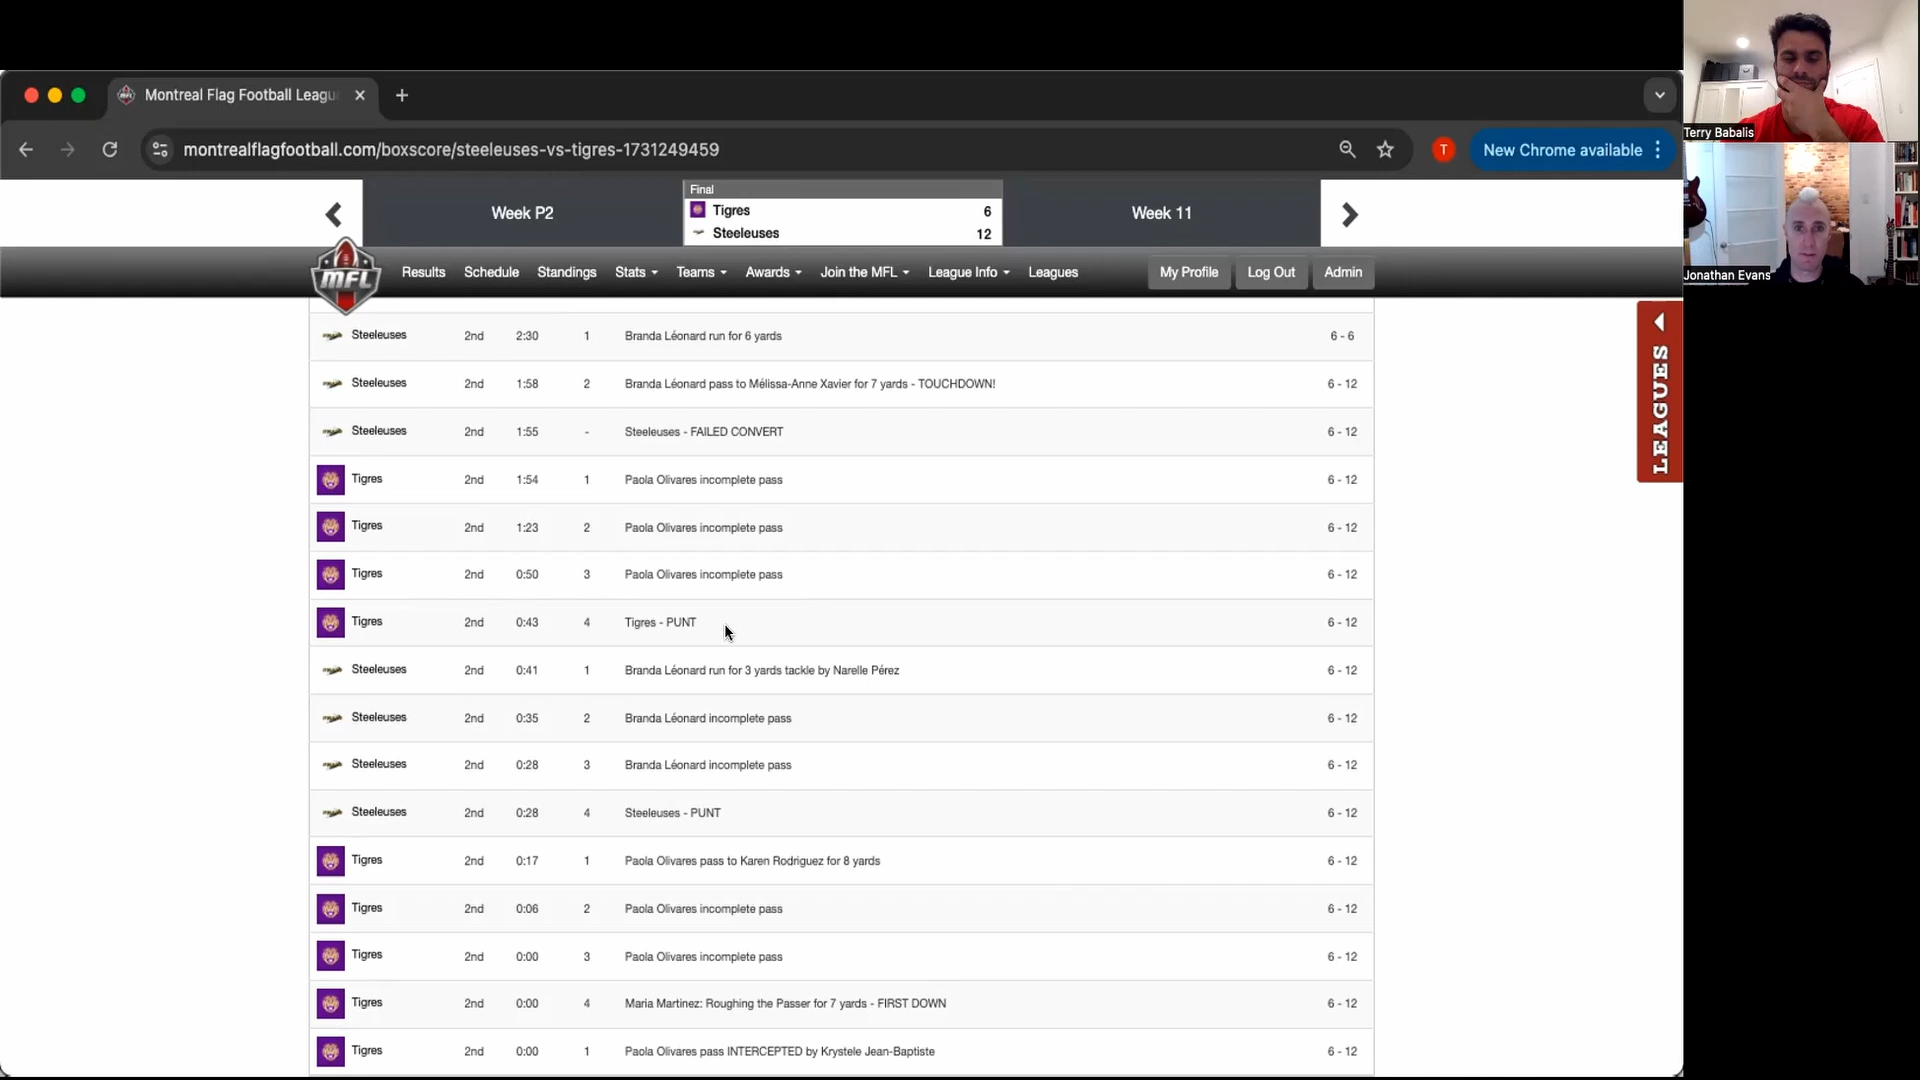 Montreal Flag Football Leagu
montrealflagfootball.com/boxscore/steeleuses-vs-tigres-1731249459
T
New Chrome available
Terry Babalis
Jonathan Evans
Week P2
Final
Tigres 6
Steeleuses 12
Week 11
MFL
Results Schedule Standings Stats Teams Awards Join the MFL League Info Leagues My Profile Log Out Admin
LEAGUES
Steeleuses 2nd 2:30 1 Branda Léonard run for 6 yards 6 - 6
Steeleuses 2nd 1:58 2 Branda Léonard pass to Mélissa-Anne Xavier for 7 yards - TOUCHDOWN! 6 - 12
Steeleuses 2nd 1:55 - Steeleuses - FAILED CONVERT 6 - 12
Tigres 2nd 1:54 1 Paola Olivares incomplete pass 6 - 12
Tigres 2nd 1:23 2 Paola Olivares incomplete pass 6 - 12
Tigres 2nd 0:50 3 Paola Olivares incomplete pass 6 - 12
Tigres 2nd 0:43 4 Tigres - PUNT 6 - 12
Steeleuses 2nd 0:41 1 Branda Léonard run for 3 yards tackle by Narelle Pérez 6 - 12
Steeleuses 2nd 0:35 2 Branda Léonard incomplete pass 6 - 12
Steeleuses 2nd 0:28 3 Branda Léonard incomplete pass 6 - 12
Steeleuses 2nd 0:28 4 Steeleuses - PUNT 6 - 12
Tigres 2nd 0:17 1 Paola Olivares pass to Karen Rodriguez for 8 yards 6 - 12
Tigres 2nd 0:06 2 Paola Olivares incomplete pass 6 - 12
Tigres 2nd 0:00 3 Paola Olivares incomplete pass 6 - 12
Tigres 2nd 0:00 4 Maria Martinez: Roughing the Passer for 7 yards - FIRST DOWN 6 - 12
Tigres 2nd 0:00 1 Paola Olivares pass INTERCEPTED by Krystele Jean-Baptiste 6 - 12